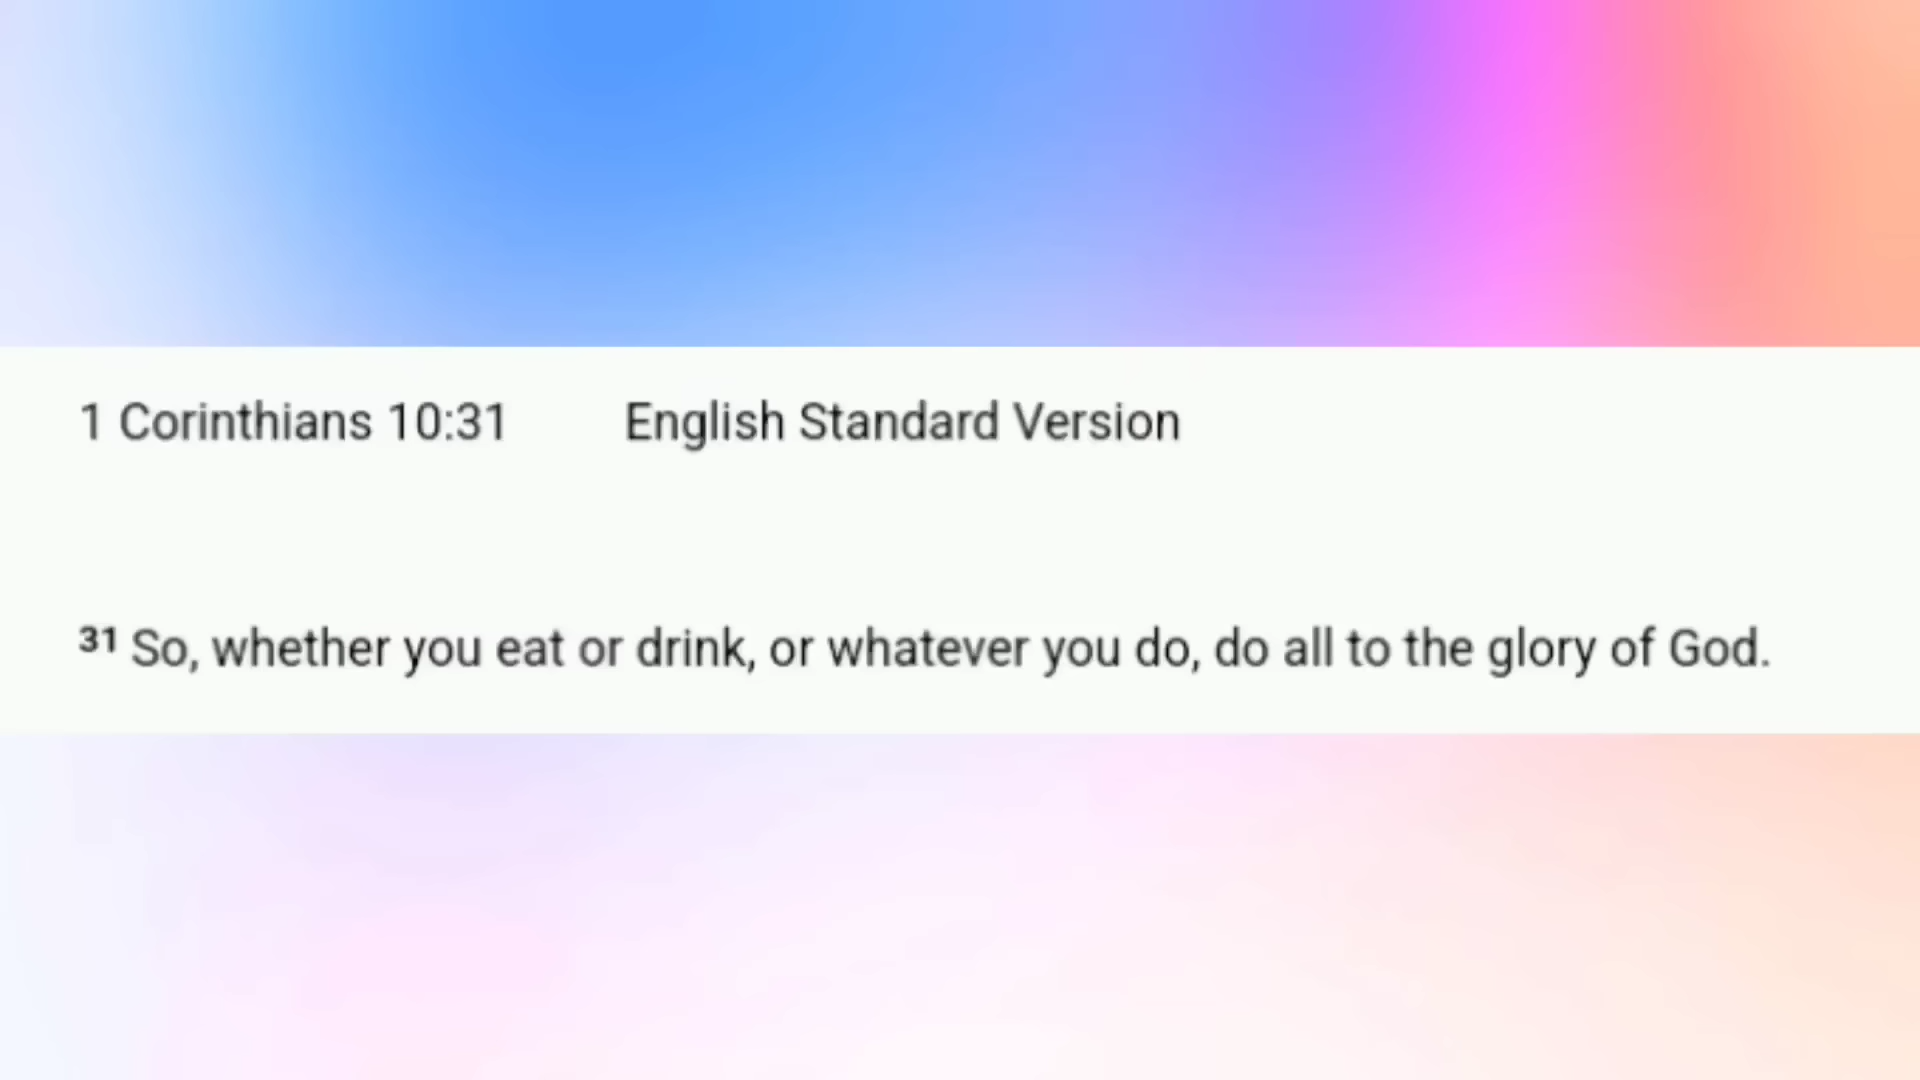 1 Corinthians 10:31 English Standard Version
31 So, whether you eat or drink, or whatever you do, do all to the glory of God.